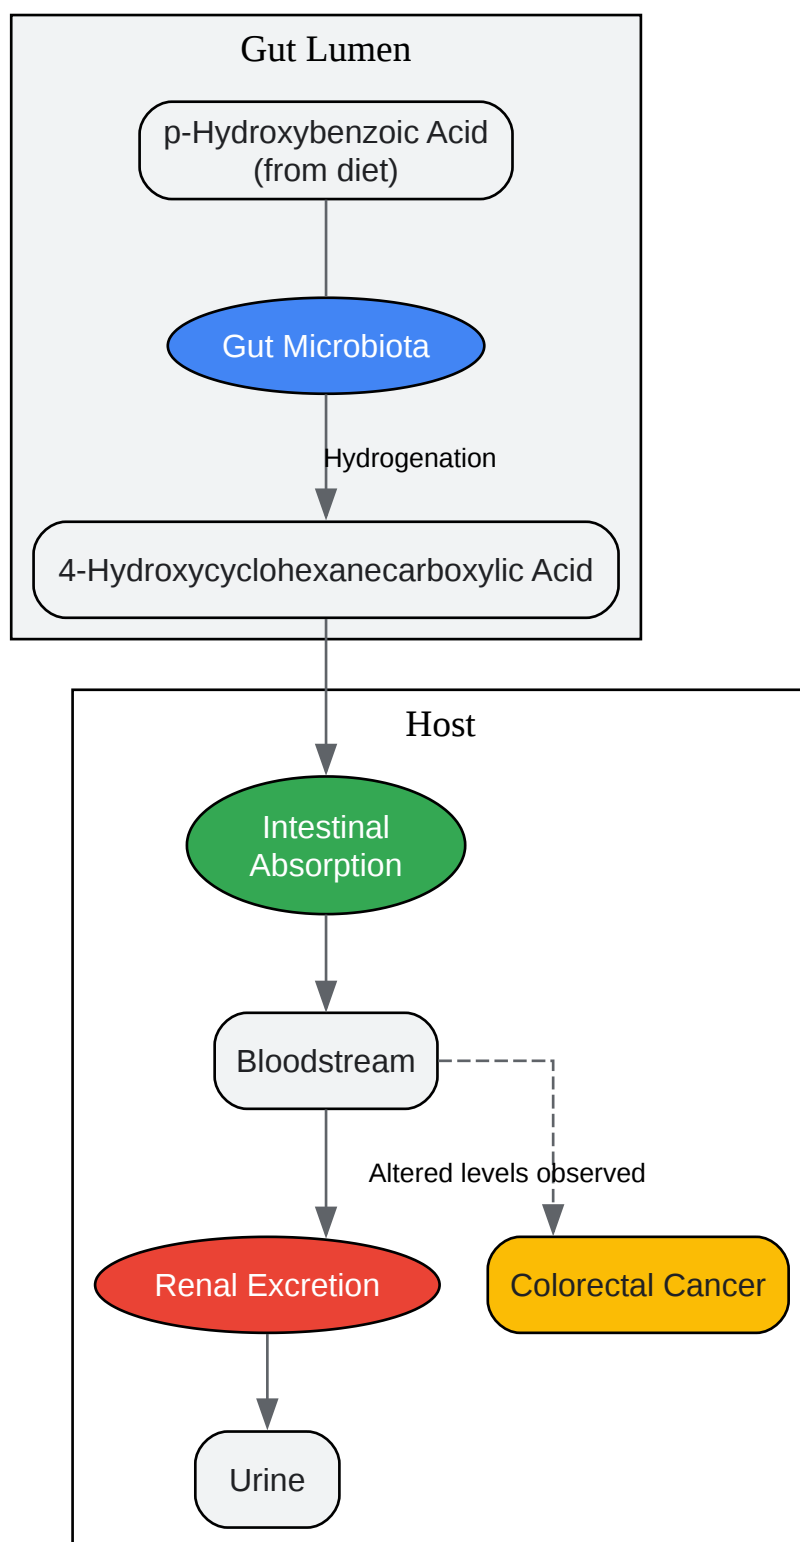 Gut Lumen
p-Hydroxybenzoic Acid
(from diet)
Gut Microbiota
Hydrogenation
4-Hydroxycyclohexanecarboxylic Acid
Host
Intestinal
Absorption
Bloodstream
Altered levels observed
Renal Excretion
Colorectal Cancer
Urine